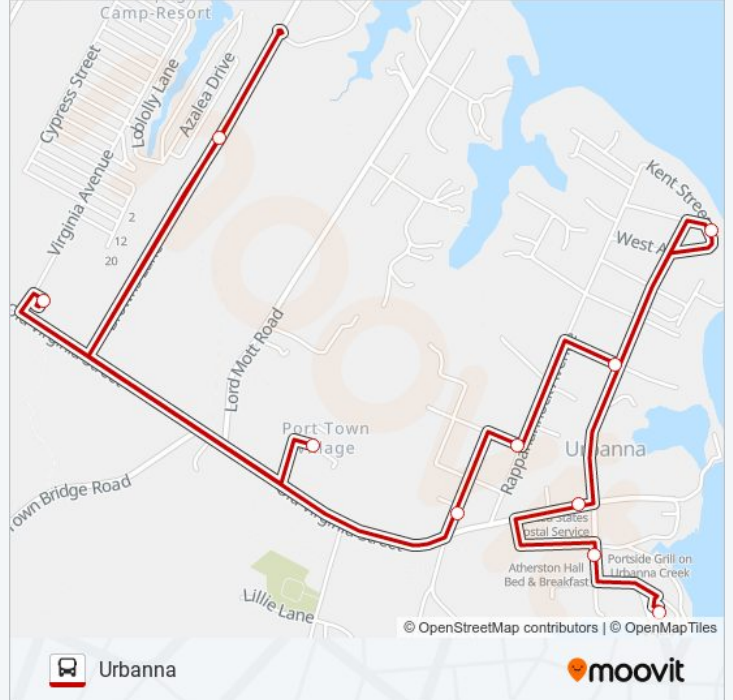 Camp-Resort
Cypress Street
Loblolly Lane
Azalea Drive
Virginia Avenue
2
12
20
Kent Street
West A
Lord Mott Road
Port Town
Village
Urbanna
Old Virginia Street
Town Bridge Road
Postal Service
Atherston Hall
Bed & Breakfast
Portside Grill on
Urbanna Creek
Lillie Lane
© OpenStreetMap contributors | © OpenMapTiles
Urbanna
moovit